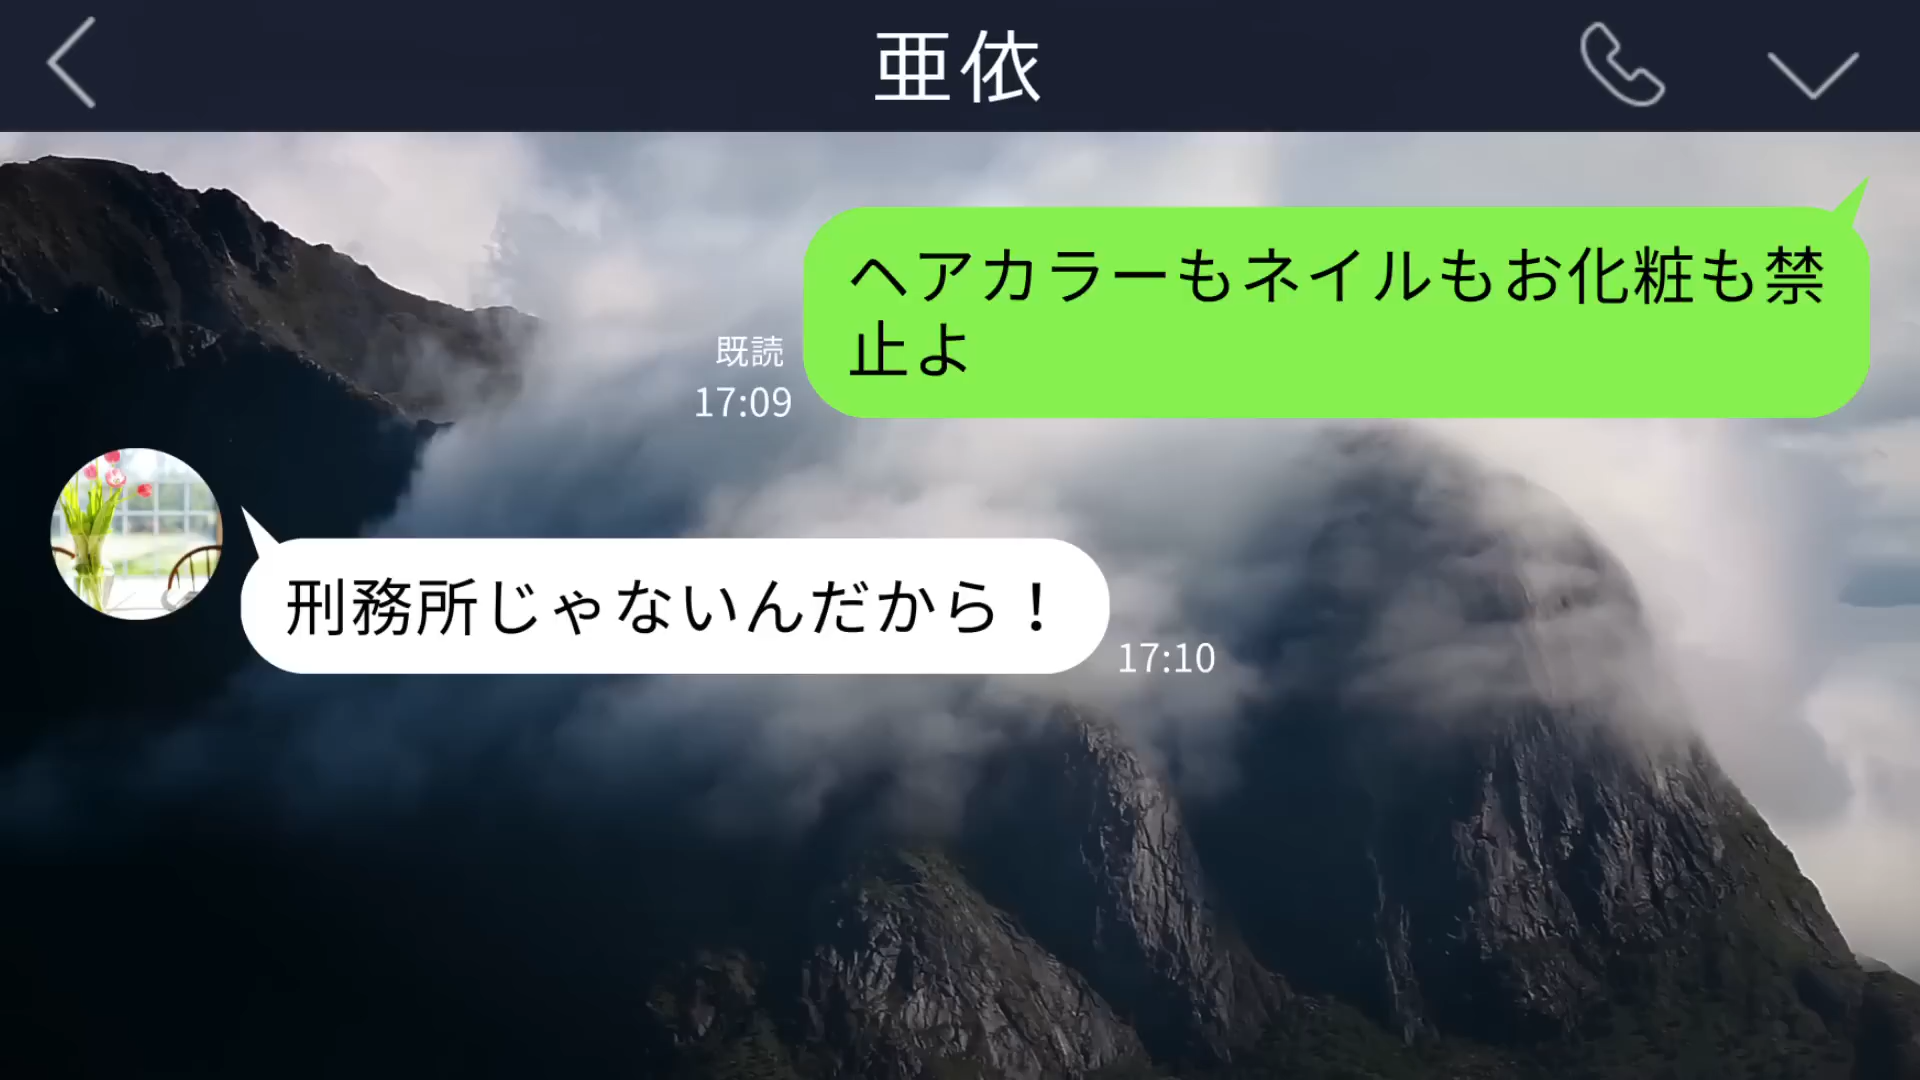 亜依
ヘアカラーもネイルもお化粧も禁
止よ
既読
17:09
刑務所じゃないんだから！
17:10